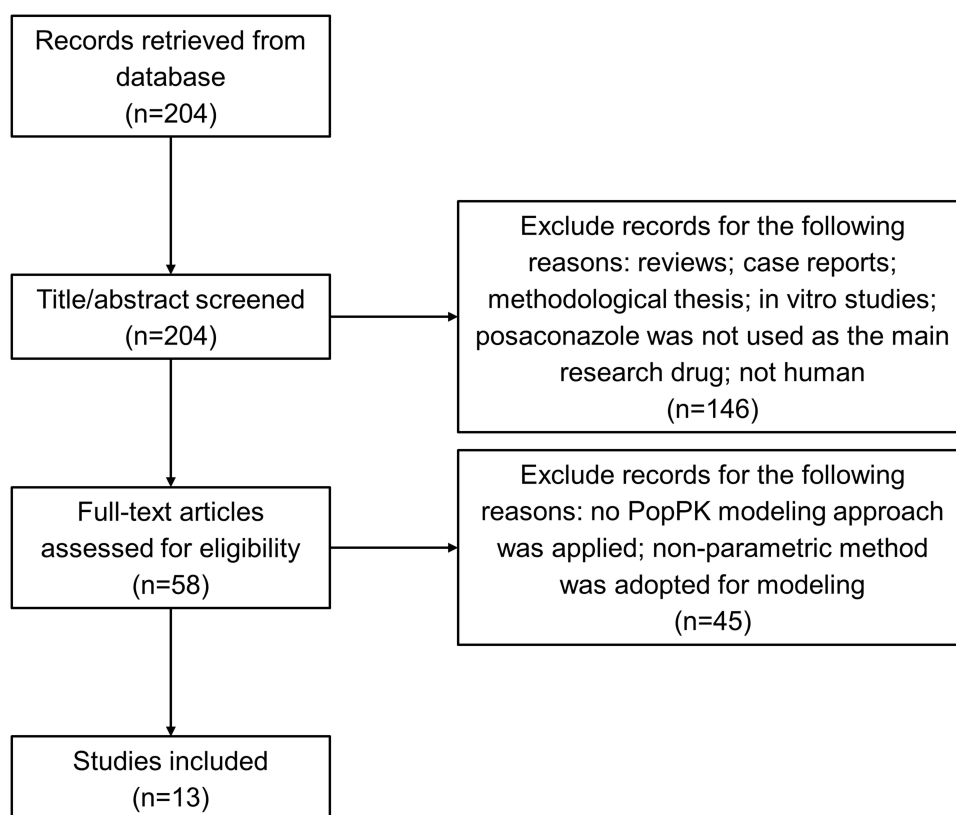 Records retrieved from
database
(n=204)
Title/abstract screened
(n=204)
Exclude records for the following
reasons: reviews; case reports;
methodological thesis; in vitro studies;
posaconazole was not used as the main
research drug; not human
(n=146)
Full-text articles
assessed for eligibility
(n=58)
Exclude records for the following
reasons: no PopPK modeling approach
was applied; non-parametric method
was adopted for modeling
(n=45)
Studies included
(n=13)